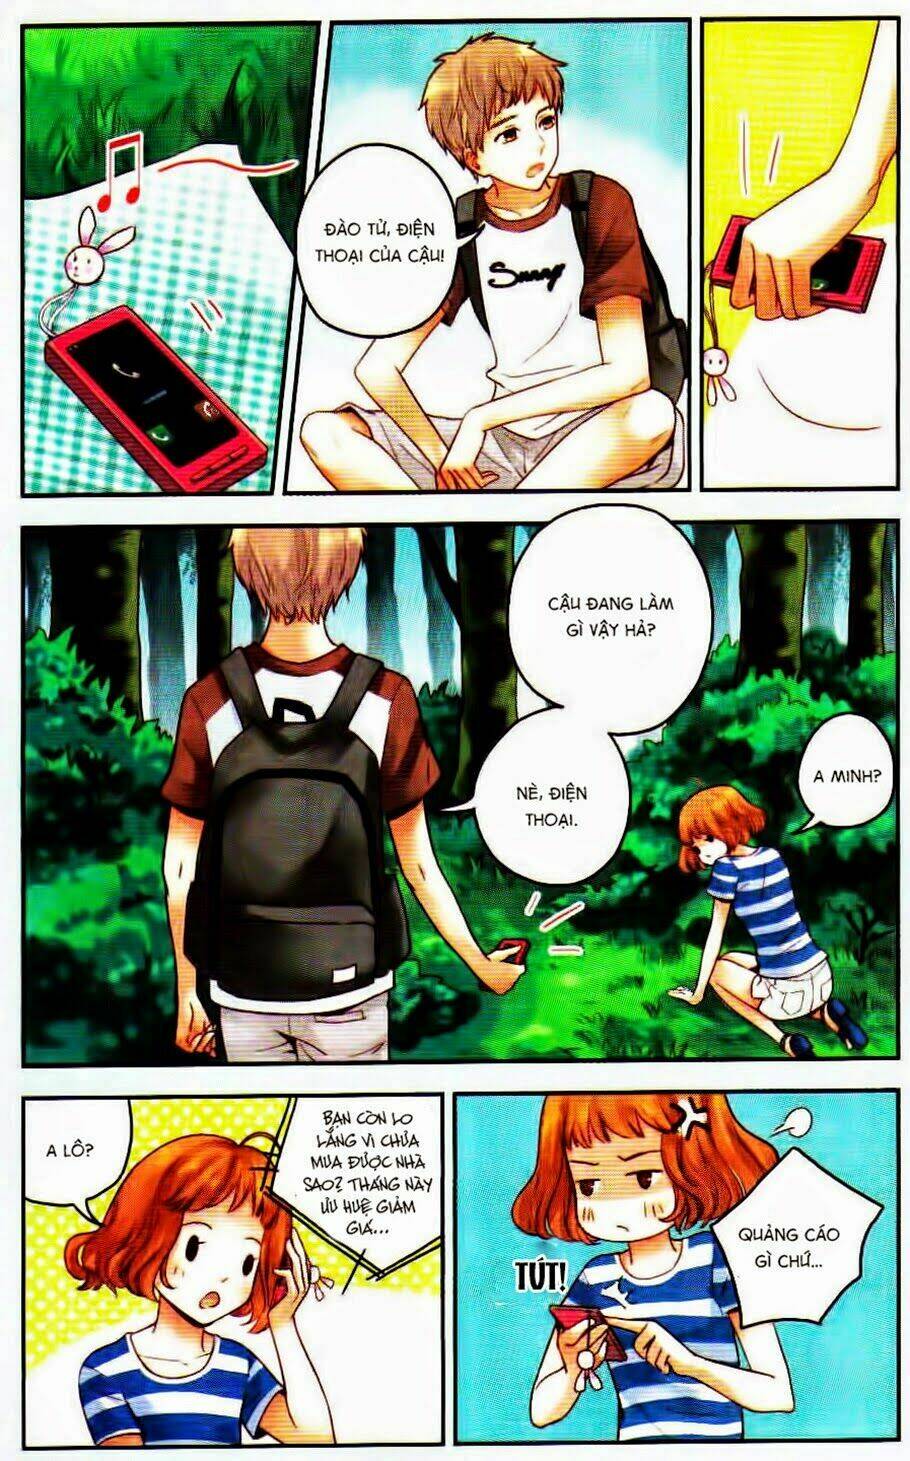 ĐÀO TỬ, ĐIỆN
THOẠI CỦA CẬU!
Sunny
CẬU ĐANG LÀM
GÌ VẬY HẢ?
NÈ, ĐIỆN
THOẠI.
A MINH?
A LÔ?
BẠN CÒN LO
LẮNG VÌ CHƯA
MUA ĐƯỢC NHÀ
SAO? THÁNG NÀY
ƯU HUỆ GIẢM
GIÁ...
TÚT!
QUẢNG CÁO
GÌ CHỨ...